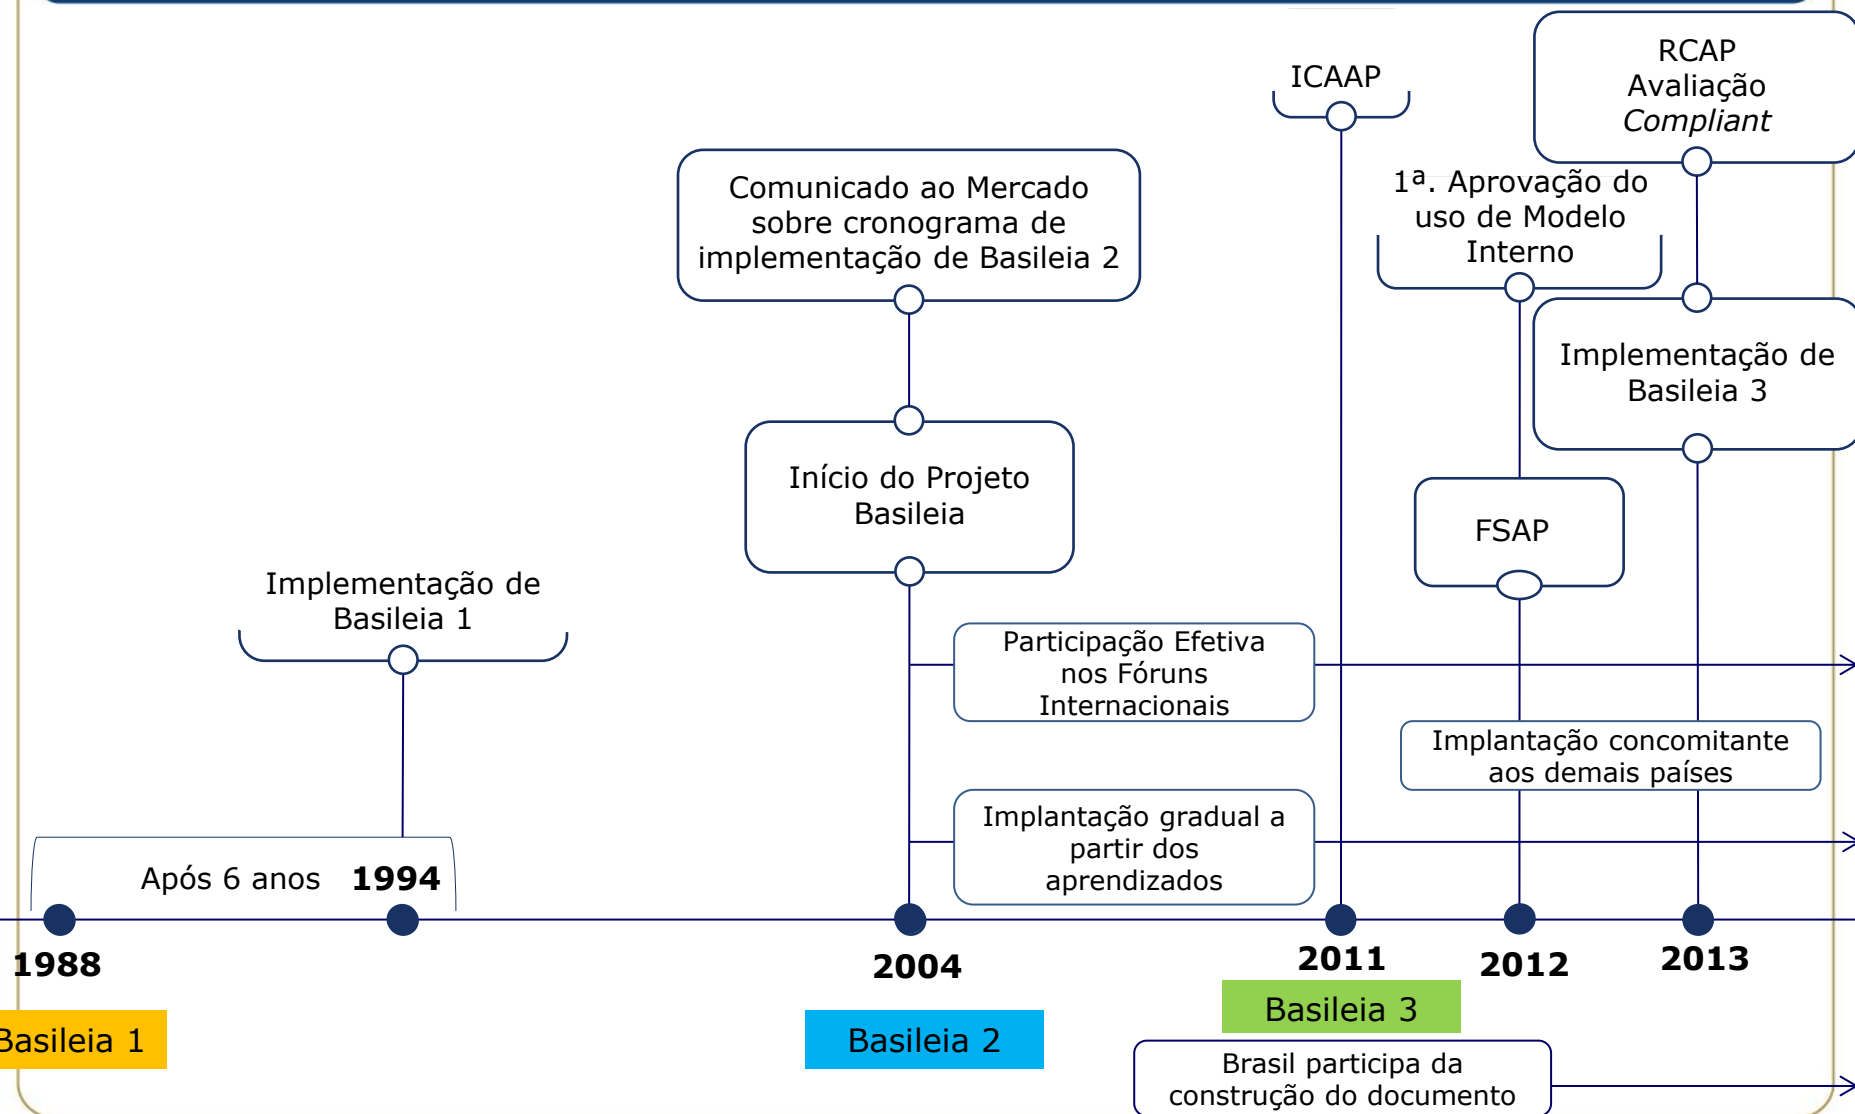 RCAP
Avaliação
Compliant
ICAAP
Comunicado ao Mercado
sobre cronograma de
implementação de Basileia 2
1ª. Aprovação do
uso de Modelo
Interno
Implementação de
Basileia 3
Início do Projeto
Basileia
FSAP
Implementação de
Basileia 1
Participação Efetiva
nos Fóruns
Internacionais
Implantação concomitante
aos demais países
Implantação gradual a
partir dos
aprendizados
Após 6 anos 1994
1988
2004
2011
2012
2013
Basileia 1
Basileia 2
Basileia 3
Brasil participa da
construção do documento